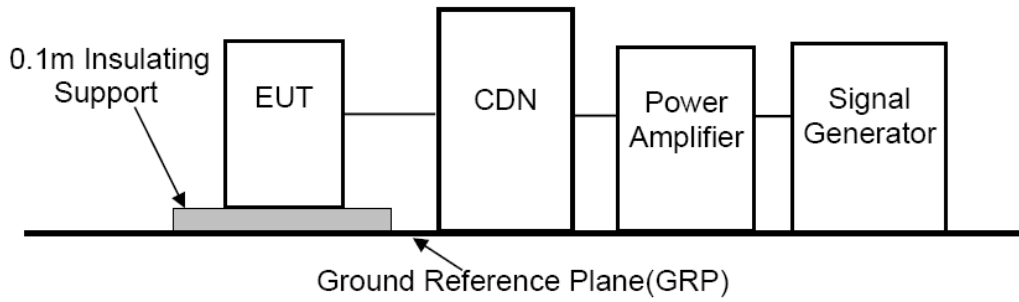 0.1m Insulating
Support
EUT
CDN
Power
Amplifier
Signal
Generator
Ground Reference Plane(GRP)